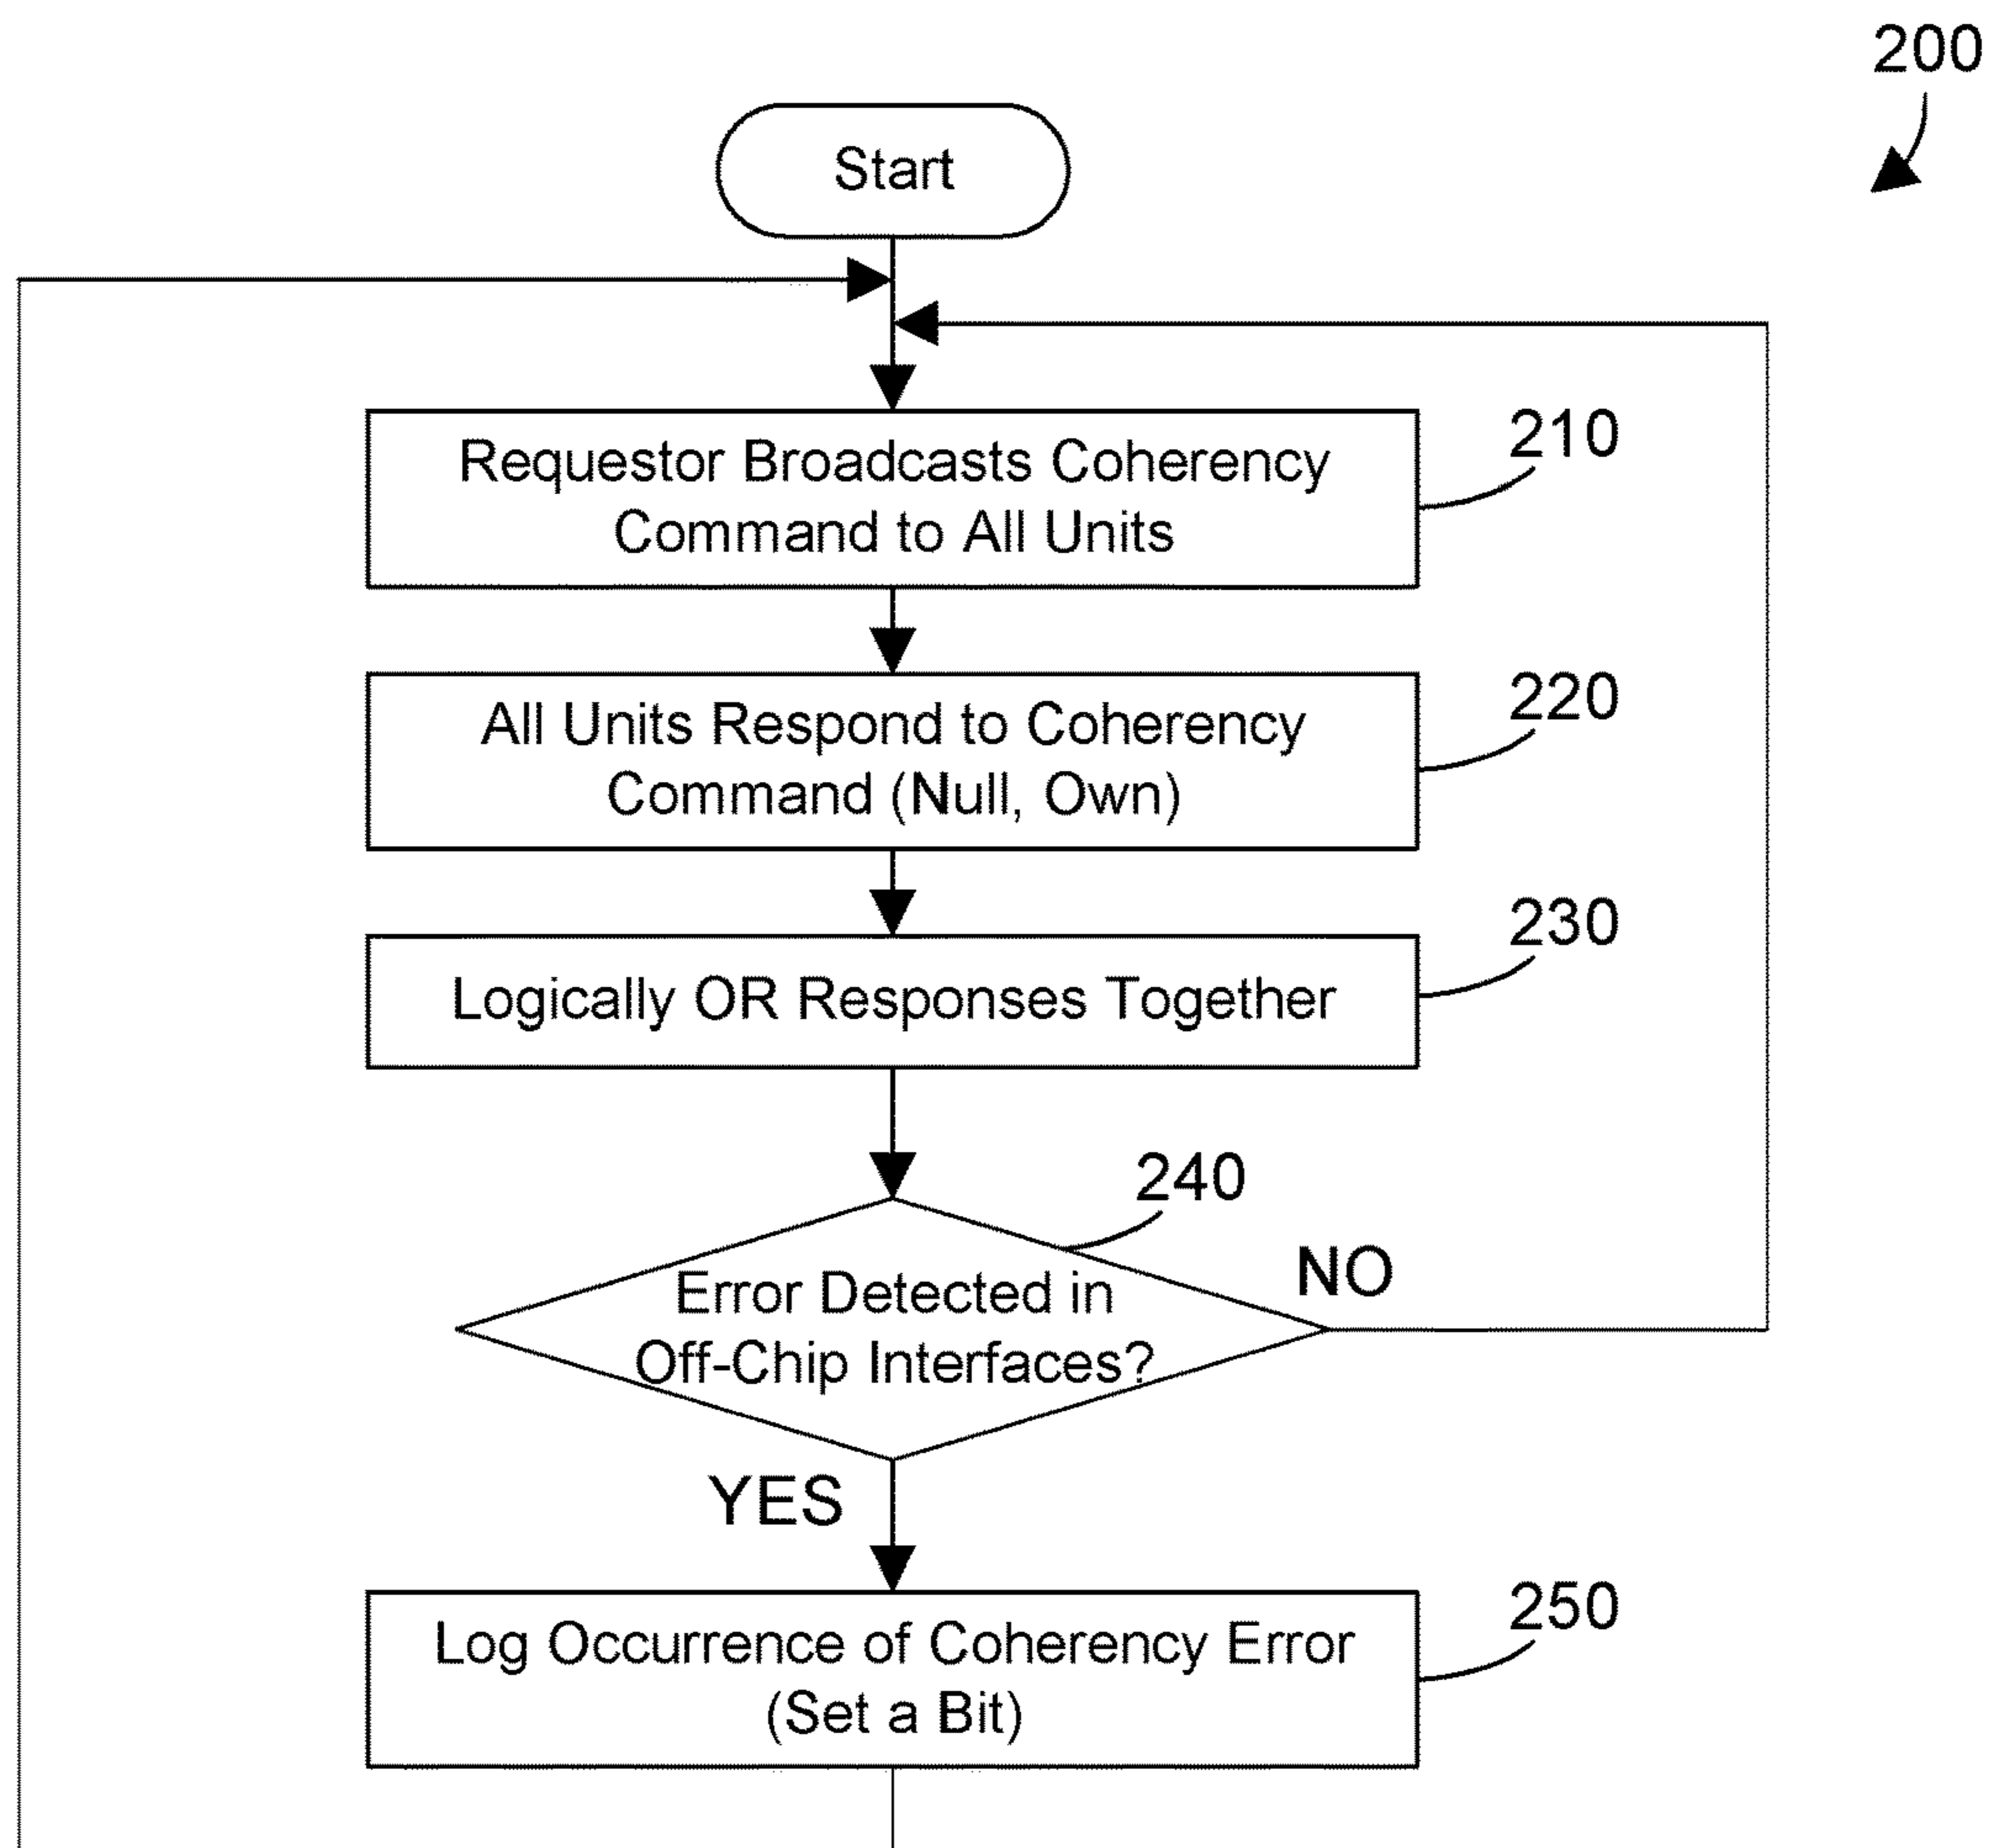 200
Start
Requestor Broadcasts Coherency
Command to All Units
210
All Units Respond to Coherency
Command (Null, Own)
220
Logically OR Responses Together
230
240
Error Detected in
Off-Chip Interfaces?
NO
YES
Log Occurrence of Coherency Error
(Set a Bit)
250